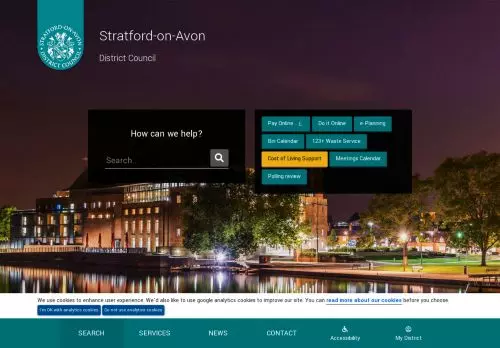 STRATFORD-ON-AVON
DISTRICT COUNCIL
Stratford-on-Avon
District Council
How can we help?
Search...
Pay Online - £
Do it Online
e-Planning
Bin Calendar
123+ Waste Service
Cost of Living Support
Meetings Calendar
Polling review
We use cookies to enhance user experience. We'd also like to use google analytics cookies to improve our site. You can read more about our cookies before you choose.
I'm OK with analytics cookies
Do not use analytics cookies
SEARCH
SERVICES
NEWS
CONTACT
Accessibility
My District